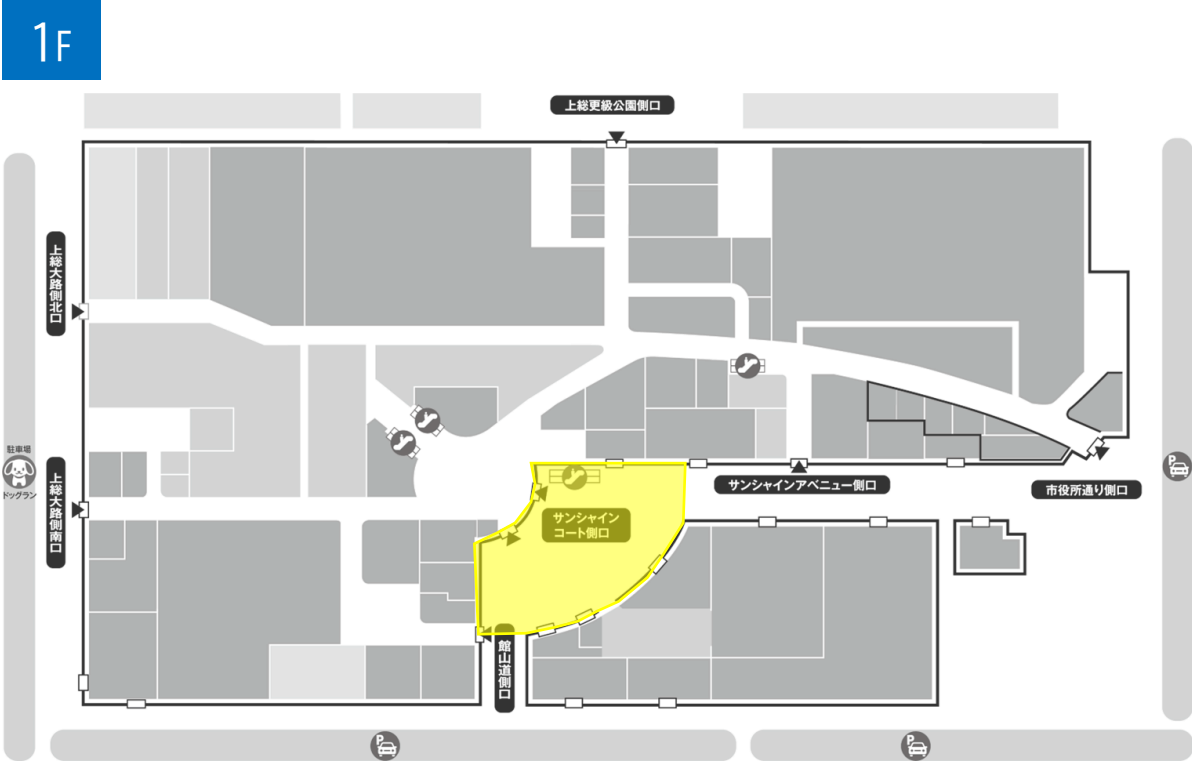 1F
上総更級公園側口
上総大路側北口
駐車場
ドッグラン
上総大路側南口
サンシャイン
コート側口
サンシャインアベニュー側口
市役所通り側口
館山道側口
P
P
P